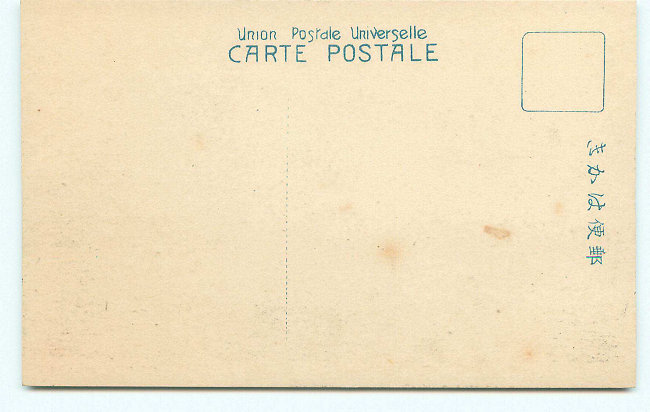 Union Postale Universelle
CARTE POSTALE
郵便はかき